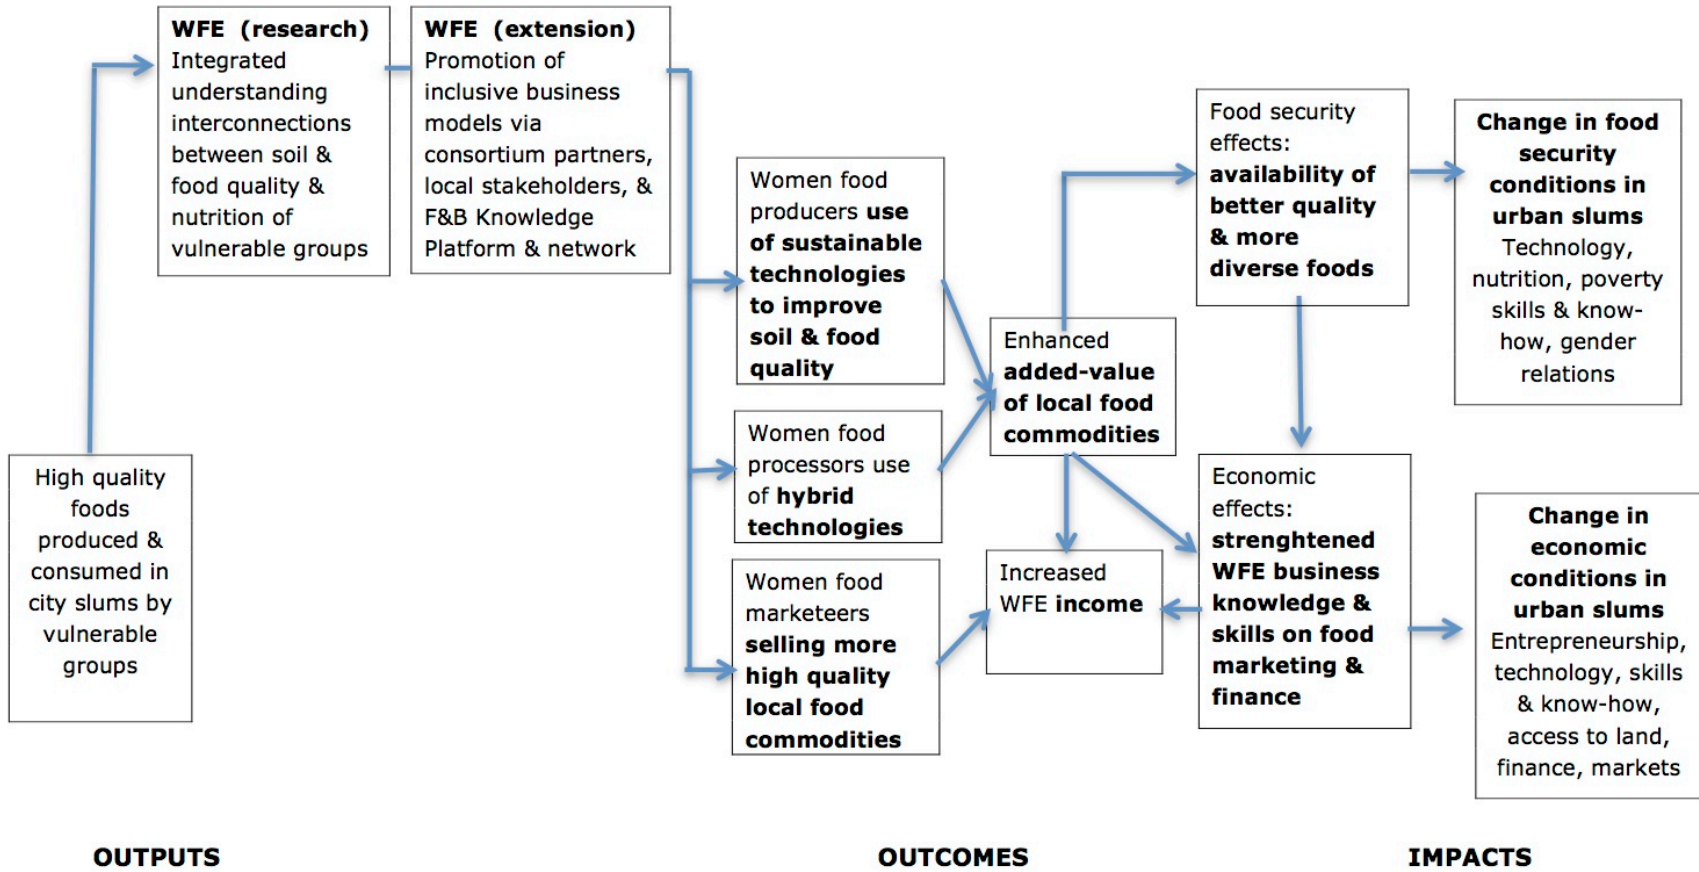 WFE (research)
Integrated
understanding
interconnections
between soil &
food quality &
nutrition of
vulnerable groups
WFE (extension)
Promotion of
inclusive business
models via
consortium partners,
local stakeholders, &
F&B Knowledge
Platform & network
High quality
foods
produced &
consumed in
city slums by
vulnerable
groups
Women food
producers use
of sustainable
technologies
to improve
soil & food
quality
Women food
processors use
of hybrid
technologies
Women food
marketeers
selling more
high quality
local food
commodities
Enhanced
added-value
of local food
commodities
Increased
WFE income
Food security
effects:
availability of
better quality
& more
diverse foods
Economic
effects:
strenghtened
WFE business
knowledge &
skills on food
marketing &
finance
Change in food
security
conditions in
urban slums
Technology,
nutrition, poverty
skills & know-
how, gender
relations
Change in
economic
conditions in
urban slums
Entrepreneurship,
technology, skills
& know-how,
access to land,
finance, markets
OUTPUTS
OUTCOMES
IMPACTS